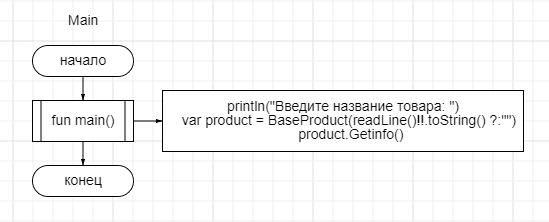 Main
начало
fun main()
println("Введите название товара: ")
var product = BaseProduct(readLine()!!.toString() ?:"")
product.Getinfo()
конец